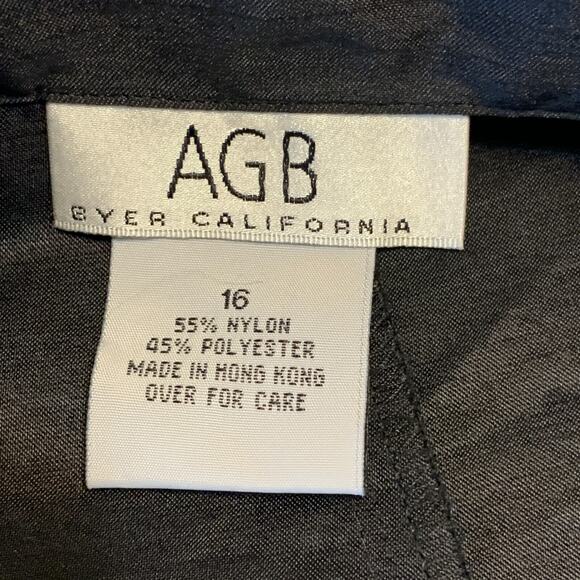 AGB
BYER CALIFORNIA
16
55% NYLON
45% POLYESTER
MADE IN HONG KONG
OVER FOR CARE